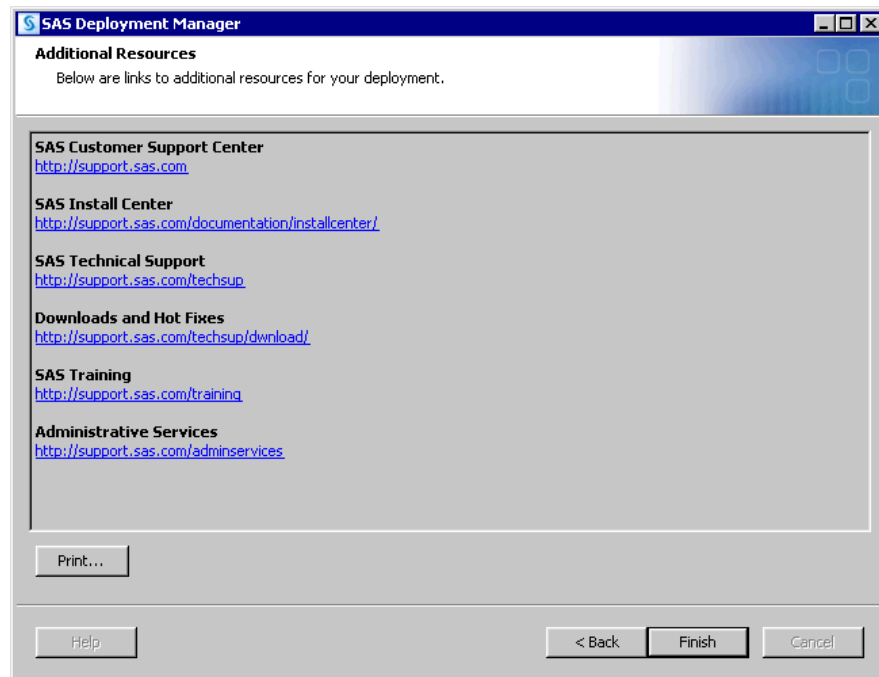 SAS Deployment Manager
Additional Resources
Below are links to additional resources for your deployment.
SAS Customer Support Center
http://support.sas.com
SAS Install Center
http://support.sas.com/documentation/installcenter/
SAS Technical Support
http://support.sas.com/techsup
Downloads and Hot Fixes
http://support.sas.com/techsup/dwnload/
SAS Training
http://support.sas.com/training
Administrative Services
http://support.sas.com/adminservices
Print...
Help
< Back
Finish
Cancel